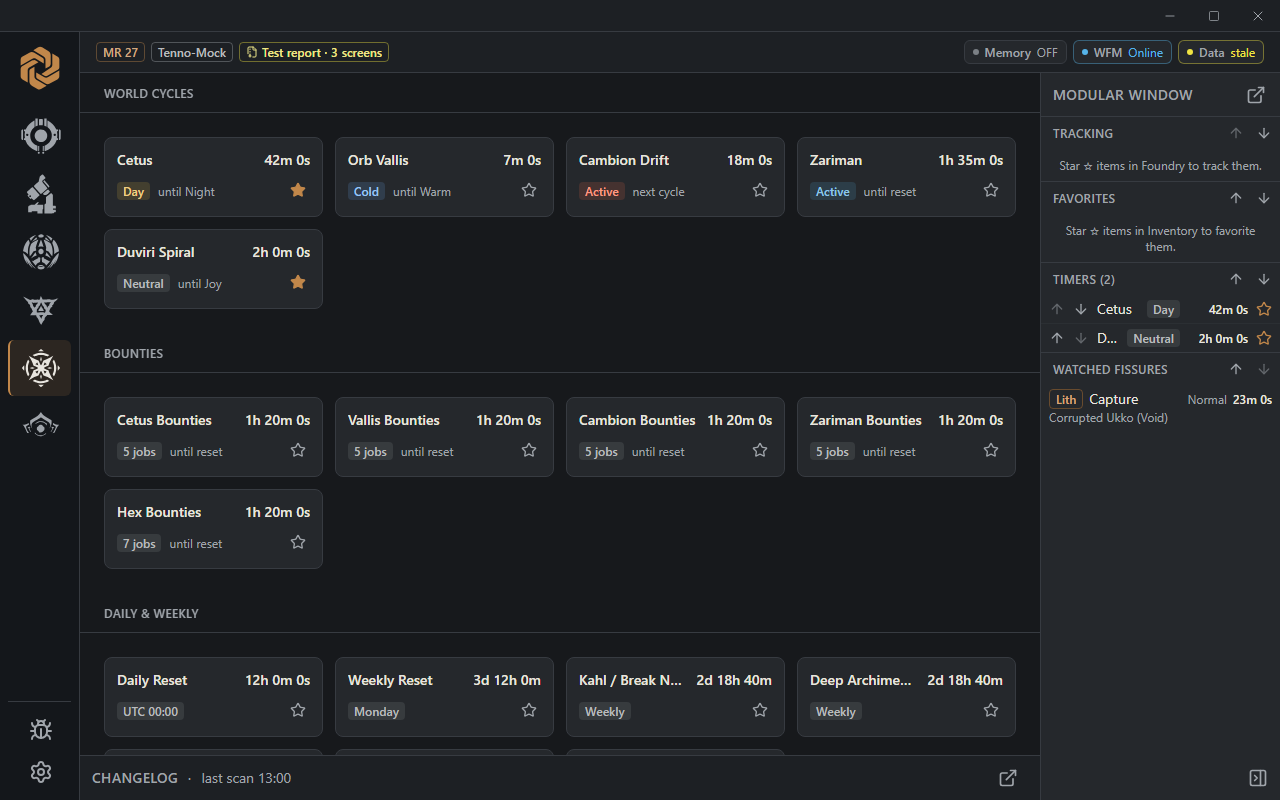 MR 27
Tenno-Mock
Test report · 3 screens
Memory OFF
WFM Online
Data stale
WORLD CYCLES
Cetus 42m 0s
Day until Night
Orb Vallis 7m 0s
Cold until Warm
Cambion Drift 18m 0s
Active next cycle
Zariman 1h 35m 0s
Active until reset
Duviri Spiral 2h 0m 0s
Neutral until Joy
BOUNTIES
Cetus Bounties 1h 20m 0s
5 jobs until reset
Vallis Bounties 1h 20m 0s
5 jobs until reset
Cambion Bounties 1h 20m 0s
5 jobs until reset
Zariman Bounties 1h 20m 0s
5 jobs until reset
Hex Bounties 1h 20m 0s
7 jobs until reset
DAILY & WEEKLY
Daily Reset 12h 0m 0s
UTC 00:00
Weekly Reset 3d 12h 0m
Monday
Kahl / Break N... 2d 18h 40m
Weekly
Deep Archime... 2d 18h 40m
Weekly
CHANGELOG · last scan 13:00
MODULAR WINDOW
TRACKING
Star ☆ items in Foundry to track them.
FAVORITES
Star ☆ items in Inventory to favorite
them.
TIMERS (2)
Cetus Day 42m 0s
D... Neutral 2h 0m 0s
WATCHED FISSURES
Lith Capture Normal 23m 0s
Corrupted Ukko (Void)